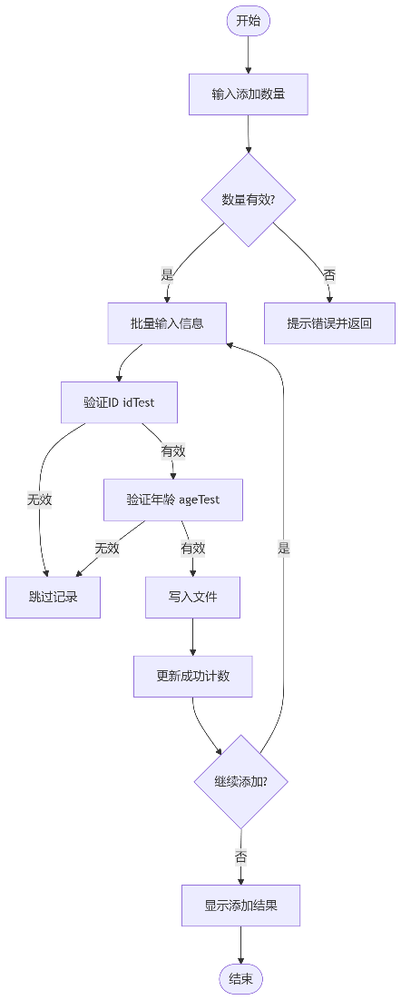 开始
输入添加数量
数量有效?
是
否
批量输入信息
提示错误并返回
验证ID idTest
有效
无效
验证年龄 ageTest
无效
有效
是
跳过记录
写入文件
更新成功计数
继续添加?
否
显示添加结果
结束